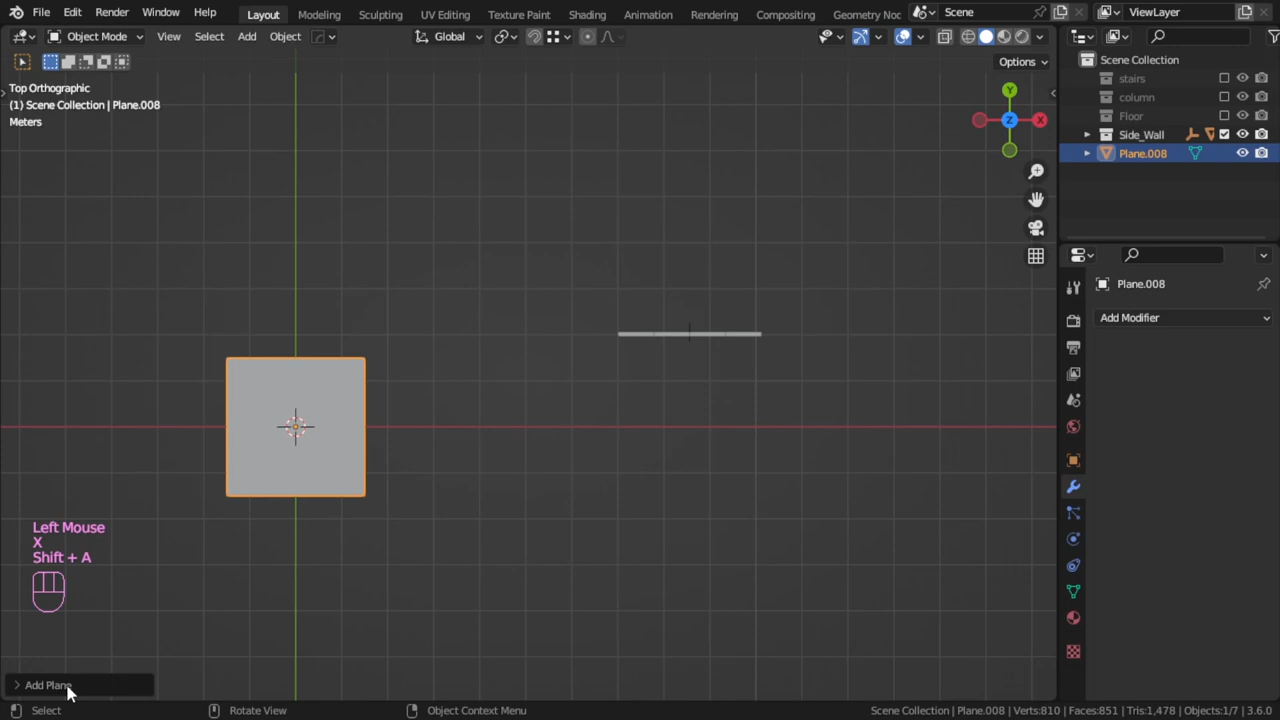 File Edit Render Window Help Layout Modeling Sculpting UV Editing Texture Paint Shading Animation Rendering Compositing Geometry Noc Scene ViewLayer
Object Mode View Select Add Object Global
Options
Top Orthographic
(1) Scene Collection | Plane.008
Meters
Y
X
Z
Scene Collection
stairs
column
Floor
Side_Wall
Plane.008
Plane.008
Add Modifier
Left Mouse
X
Shift + A
Add Plane
Select Rotate View Object Context Menu Scene Collection | Plane.008 | Verts:810 | Faces:851 | Tris:1,478 | Objects:1/7 | 3.6.0